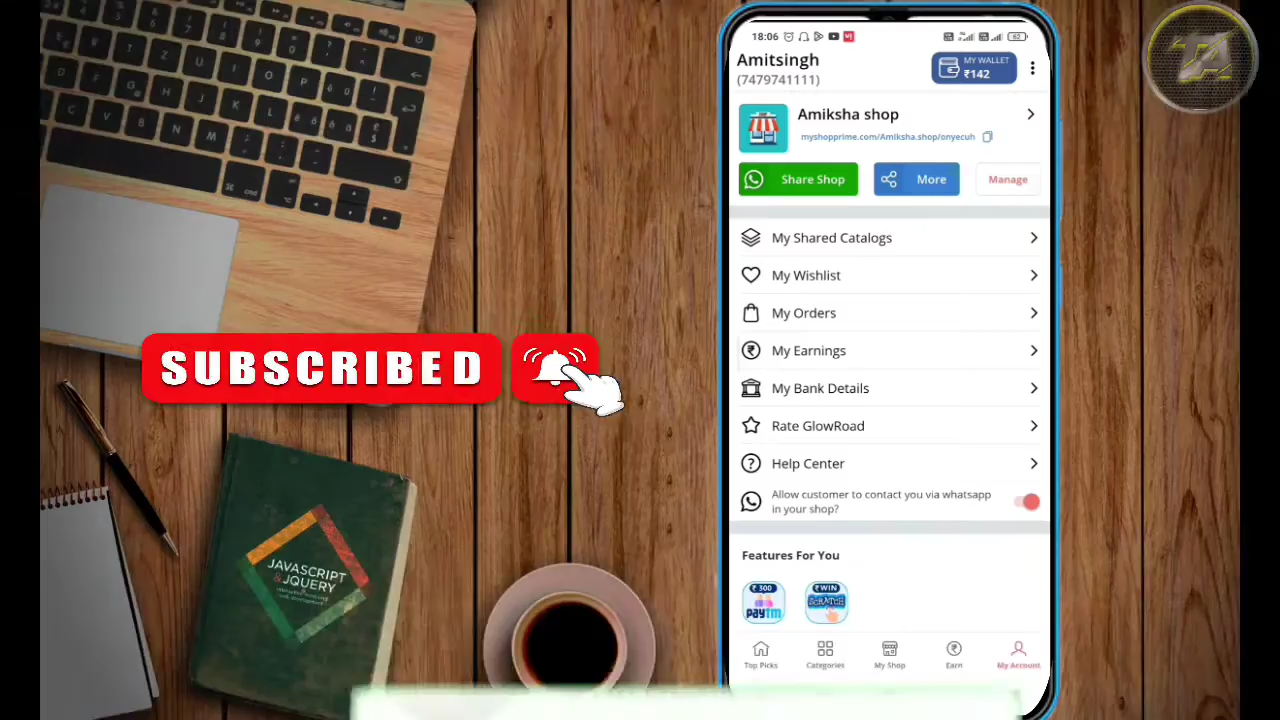 18:06
62
Amitsingh
(7479741111)
MY WALLET
₹142
Amiksha shop
myshopprime.com/Amiksha.shop/onyecuh
Share Shop
More
Manage
My Shared Catalogs
My Wishlist
My Orders
My Earnings
My Bank Details
Rate GlowRoad
Help Center
Allow customer to contact you via whatsapp
in your shop?
Features For You
₹ 300
paytm
₹ WIN
SCRATCH
Top Picks
Categories
My Shop
Earn
My Account
SUBSCRIBED
JAVASCRIPT
& JQUERY
TA